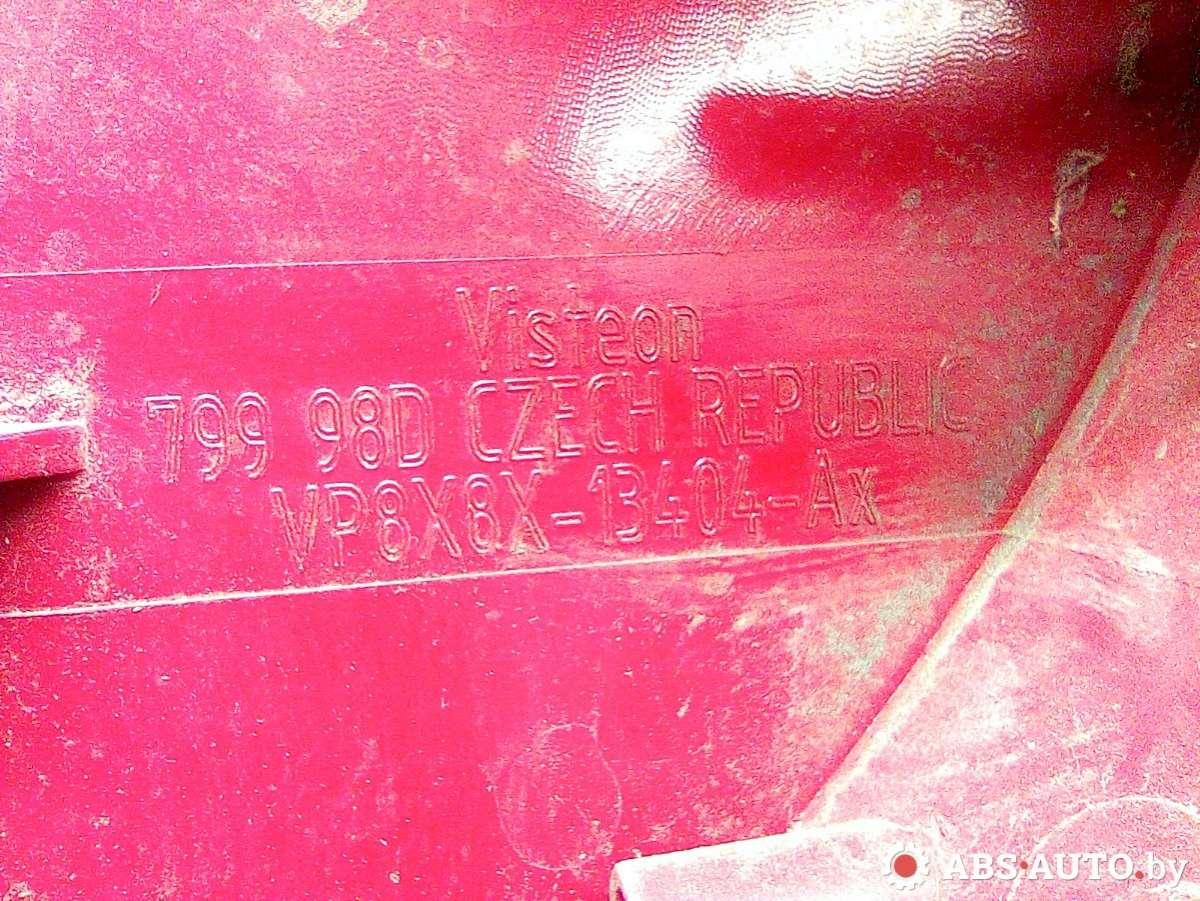 Visteon
799 98D CZECH REPUBLIC
VP8X8X-13404-Ax
ABS-AUTO.by